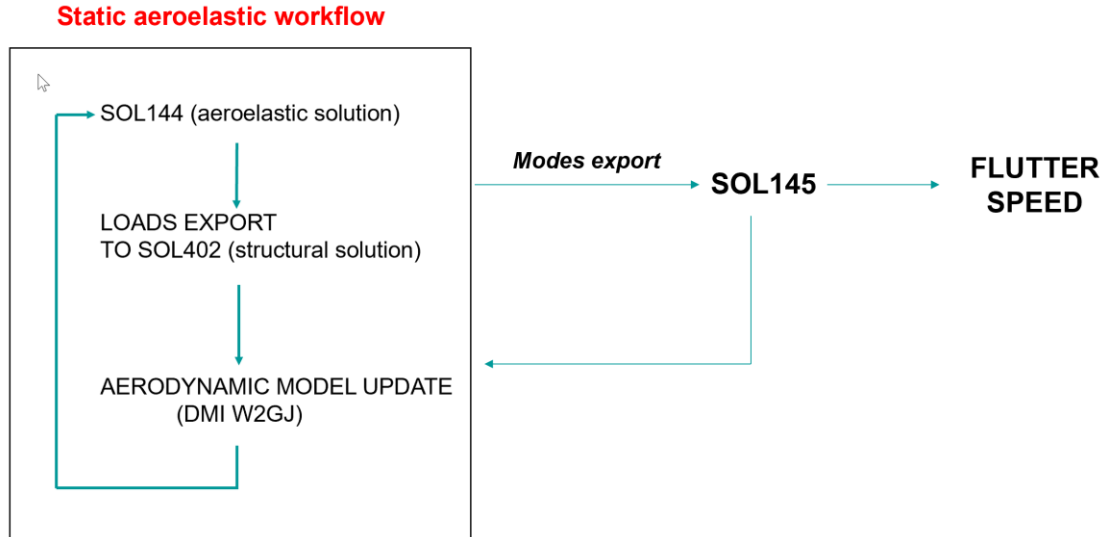 Static aeroelastic workflow
SOL144 (aeroelastic solution)
LOADS EXPORT
TO SOL402 (structural solution)
AERODYNAMIC MODEL UPDATE
(DMI W2GJ)
Modes export
SOL145
FLUTTER
SPEED